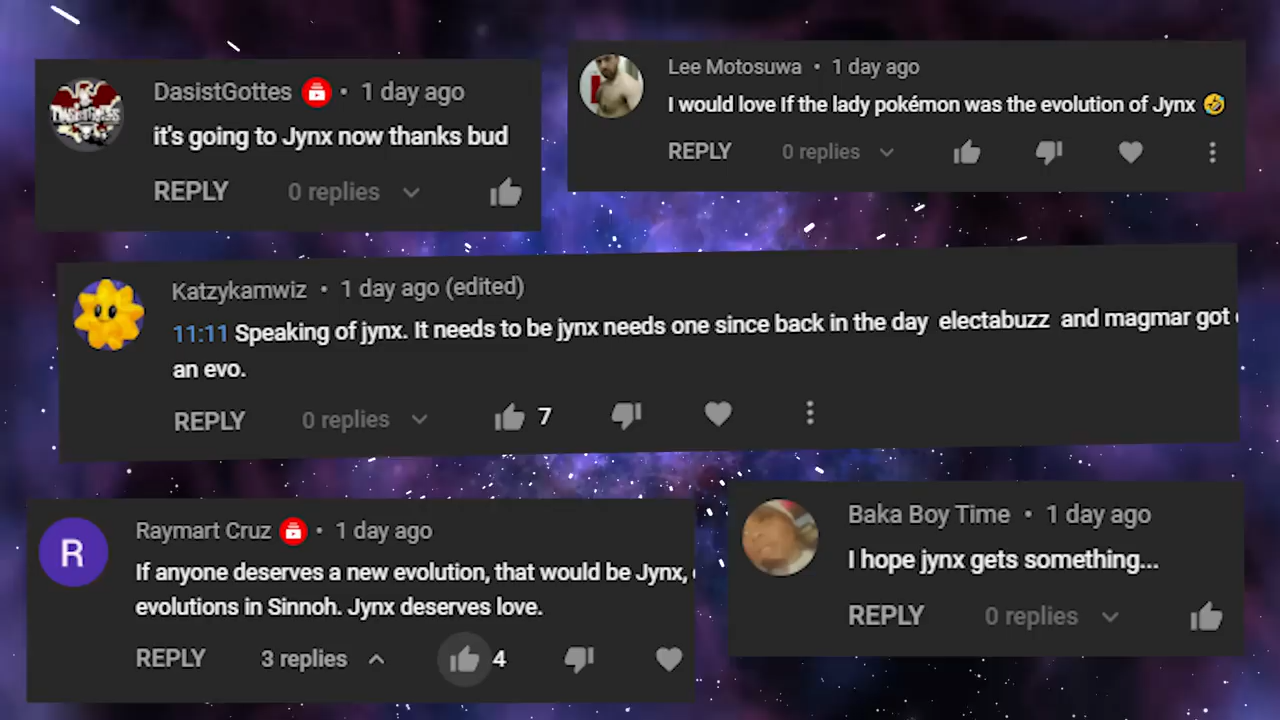 DasistGottes • 1 day ago
it's going to Jynx now thanks bud
REPLY 0 replies
Lee Motosuwa • 1 day ago
I would love If the lady pokémon was the evolution of Jynx 🤣
REPLY 0 replies
Katzykamwiz • 1 day ago (edited)
11:11 Speaking of jynx. It needs to be jynx needs one since back in the day electabuzz and magmar got
an evo.
REPLY 0 replies 7
R
Raymart Cruz • 1 day ago
If anyone deserves a new evolution, that would be Jynx,
evolutions in Sinnoh. Jynx deserves love.
REPLY 3 replies 4
Baka Boy Time • 1 day ago
I hope jynx gets something...
REPLY 0 replies